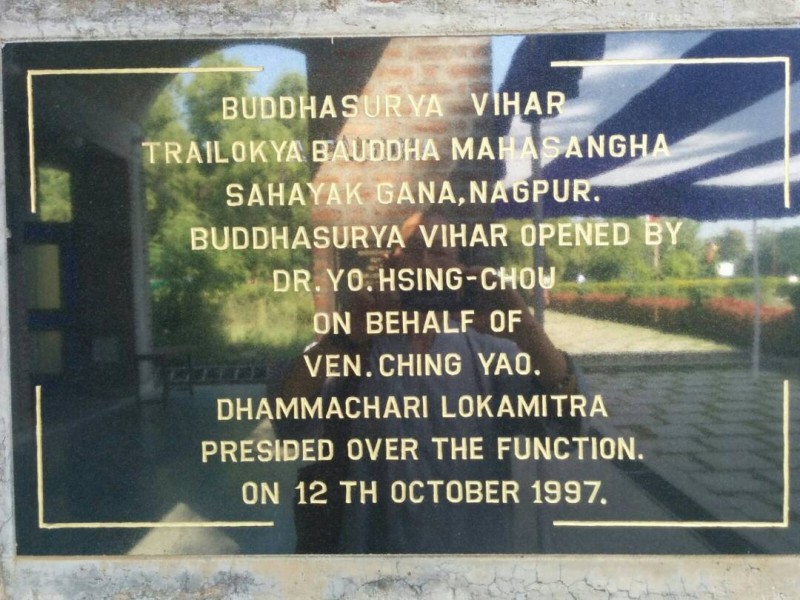 BUDDHASURYA VIHAR
TRAILOKYA BAUDDHA MAHASANGHA
SAHAYAK GANA, NAGPUR.
BUDDHASURYA VIHAR OPENED BY
DR. YO. HSING-CHOU
ON BEHALF OF
VEN. CHING YAO.
DHAMMACHARI LOKAMITRA
PRESIDED OVER THE FUNCTION.
ON 12 TH OCTOBER 1997.